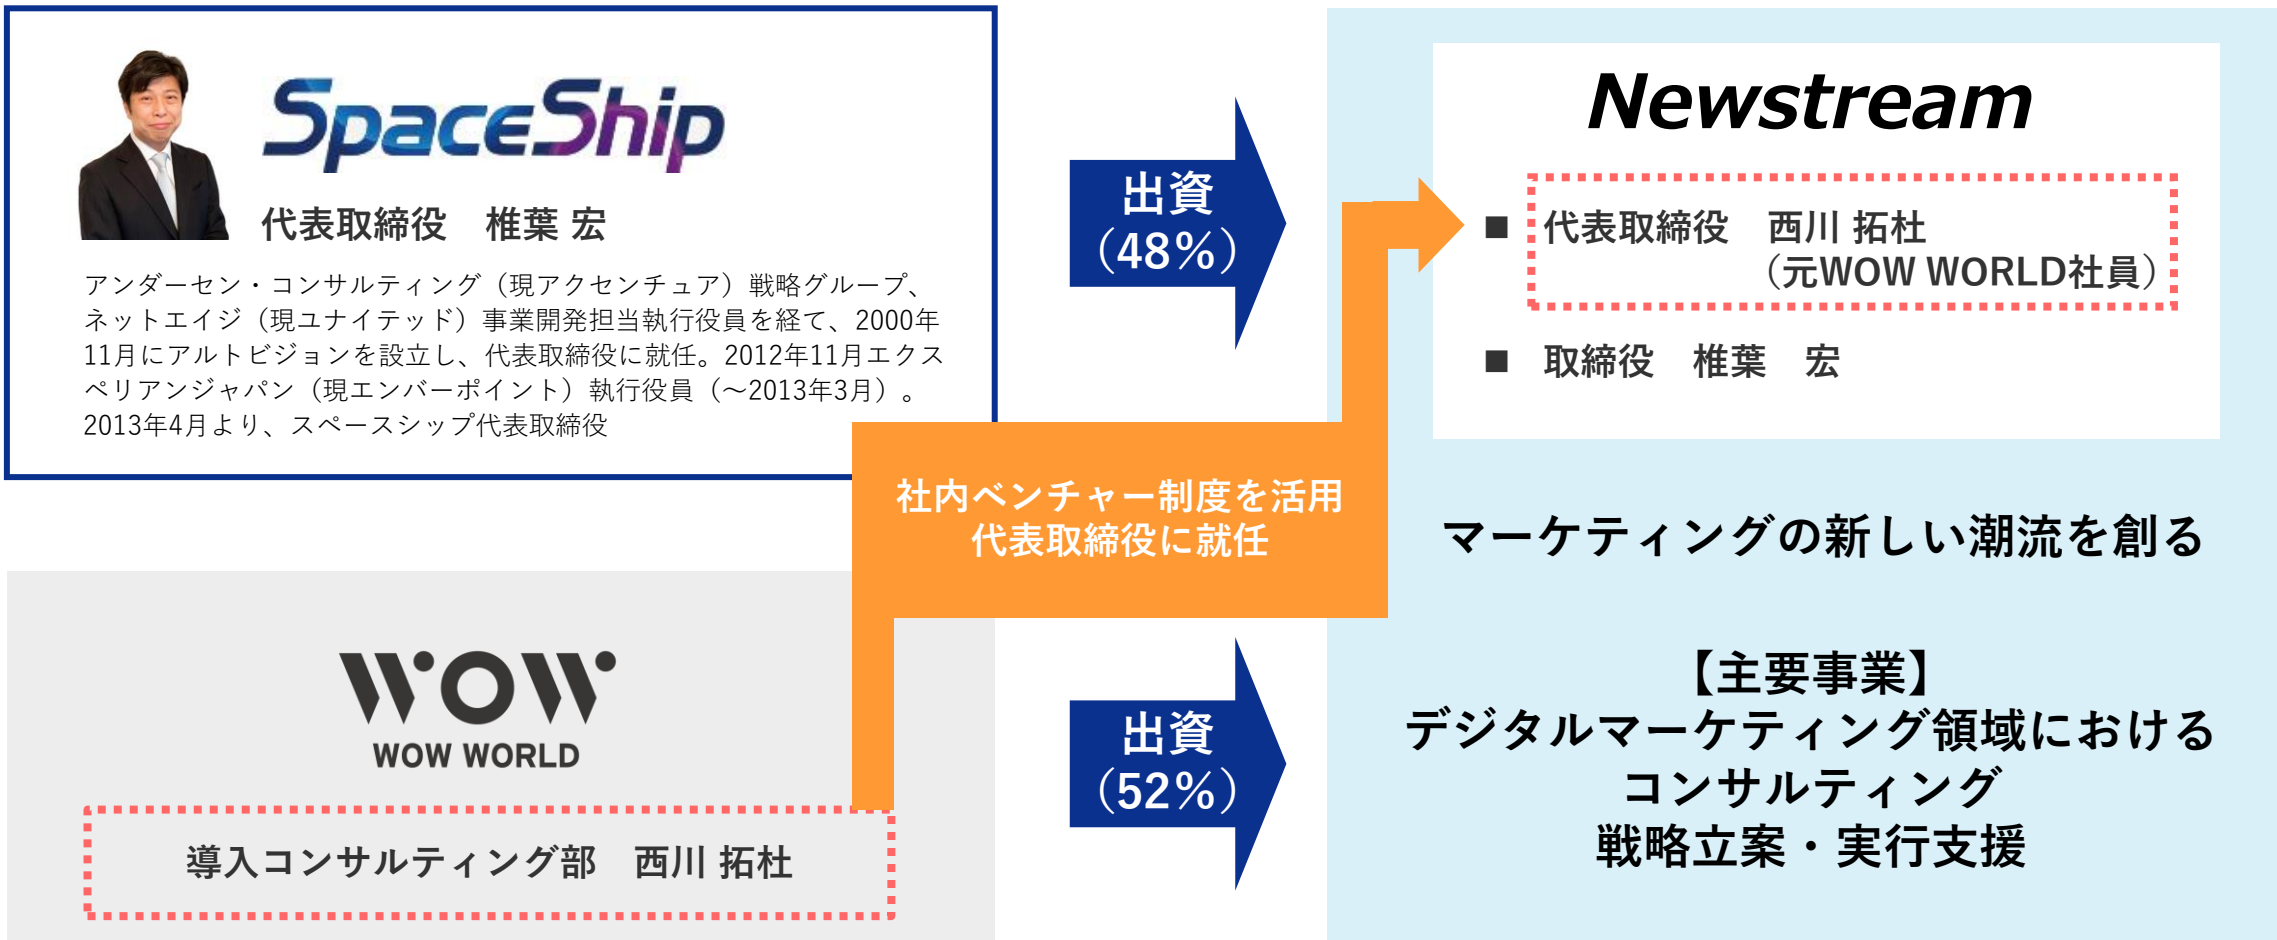 SpaceShip
代表取締役　椎葉 宏
アンダーセン・コンサルティング（現アクセンチュア）戦略グループ、
ネットエイジ（現ユナイテッド）事業開発担当執行役員を経て、2000年
11月にアルトビジョンを設立し、代表取締役に就任。2012年11月エクス
ペリアンジャパン（現エンバーポイント）執行役員（～2013年3月）。
2013年4月より、スペースシップ代表取締役
WOW
WOW WORLD
導入コンサルティング部　西川 拓杜
社内ベンチャー制度を活用
代表取締役に就任
出資
（48％）
出資
（52％）
Newstream
■ 代表取締役　西川 拓杜
（元WOW WORLD社員）
■ 取締役　椎葉　宏
マーケティングの新しい潮流を創る
【主要事業】
デジタルマーケティング領域における
コンサルティング
戦略立案・実行支援